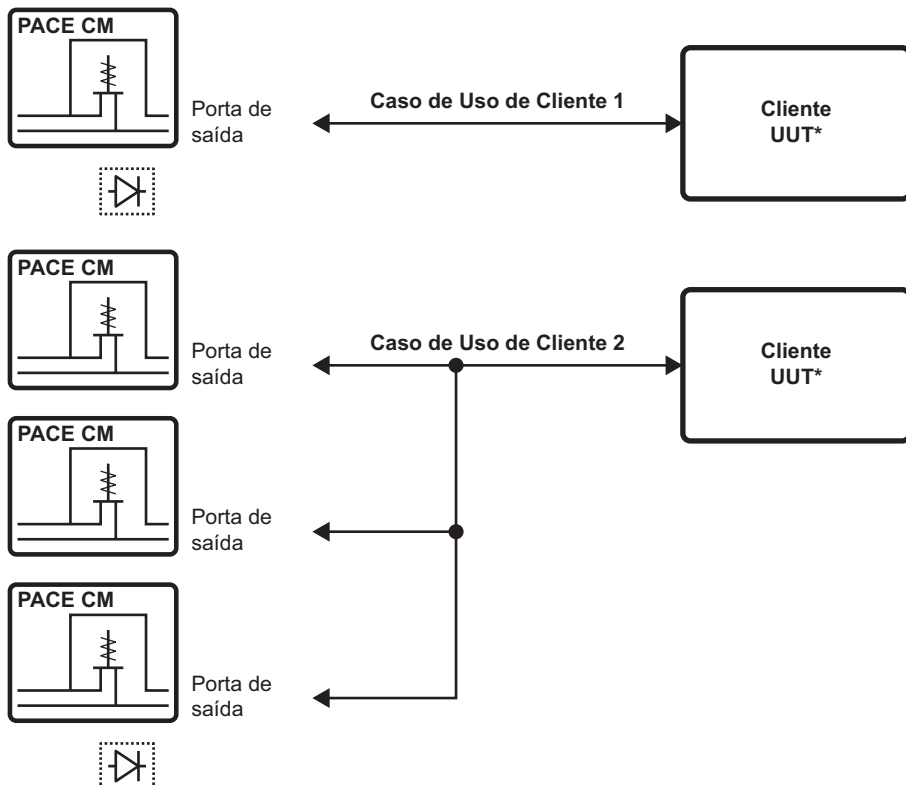 PACE CM
Porta de
saída
Caso de Uso de Cliente 1
Cliente
UUT*
PACE CM
Porta de
saída
Caso de Uso de Cliente 2
Cliente
UUT*
PACE CM
Porta de
saída
PACE CM
Porta de
saída